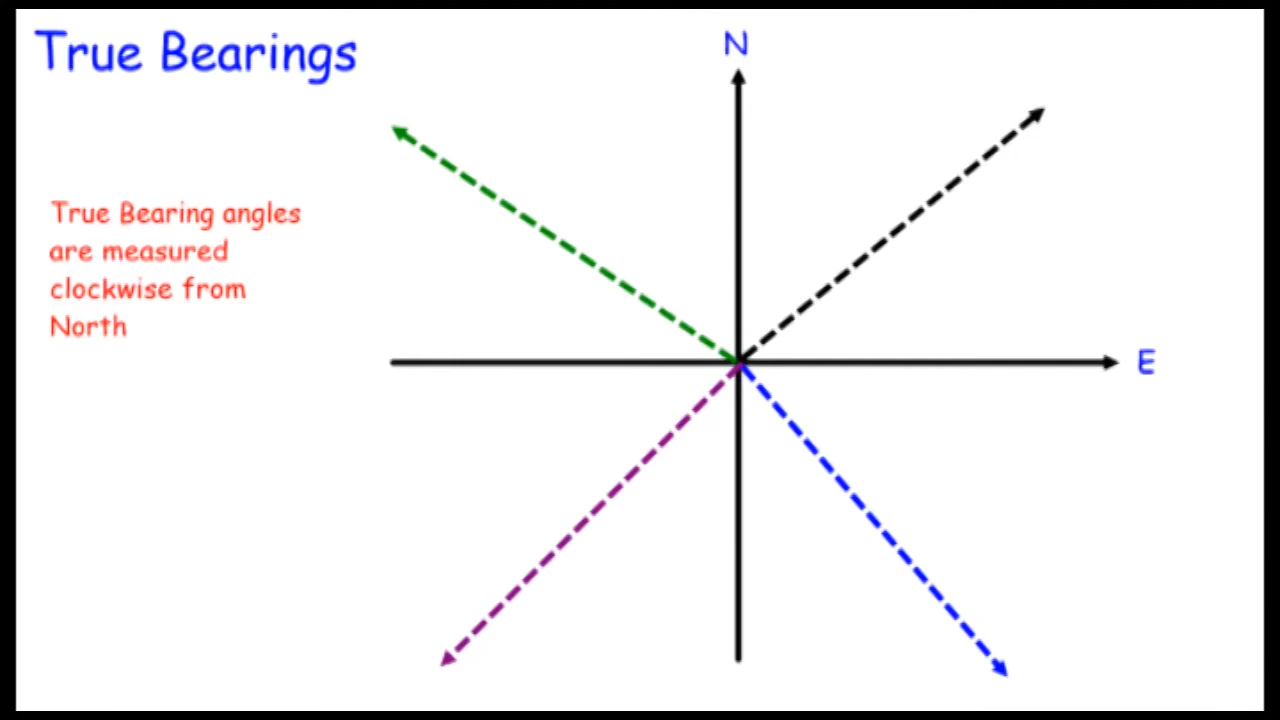 True Bearings
N
True Bearing angles
are measured
clockwise from
North
E